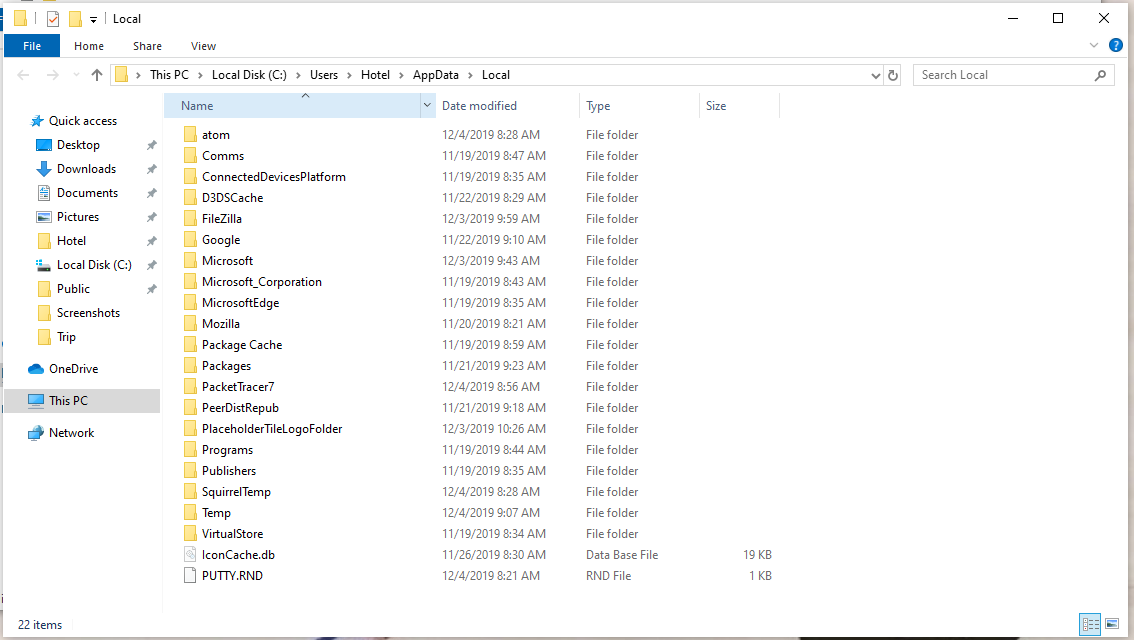 Local
File Home Share View
This PC Local Disk (C:) Users Hotel AppData Local Search Local
Name Date modified Type Size
Quick access
Desktop
Downloads
Documents
Pictures
Hotel
Local Disk (C:)
Public
Screenshots
Trip
OneDrive
This PC
Network
atom 12/4/2019 8:28 AM File folder
Comms 11/19/2019 8:47 AM File folder
ConnectedDevicesPlatform 11/19/2019 8:35 AM File folder
D3DSCache 11/22/2019 8:29 AM File folder
FileZilla 12/3/2019 9:59 AM File folder
Google 11/22/2019 9:10 AM File folder
Microsoft 12/3/2019 9:43 AM File folder
Microsoft_Corporation 11/19/2019 8:43 AM File folder
MicrosoftEdge 11/19/2019 8:35 AM File folder
Mozilla 11/20/2019 8:21 AM File folder
Package Cache 11/19/2019 8:59 AM File folder
Packages 11/21/2019 9:23 AM File folder
PacketTracer7 12/4/2019 8:56 AM File folder
PeerDistRepub 11/21/2019 9:18 AM File folder
PlaceholderTileLogoFolder 12/3/2019 10:26 AM File folder
Programs 11/19/2019 8:44 AM File folder
Publishers 11/19/2019 8:35 AM File folder
SquirrelTemp 12/4/2019 8:28 AM File folder
Temp 12/4/2019 9:07 AM File folder
VirtualStore 11/19/2019 8:34 AM File folder
IconCache.db 11/26/2019 8:30 AM Data Base File 19 KB
PUTTY.RND 12/4/2019 8:21 AM RND File 1 KB
22 items